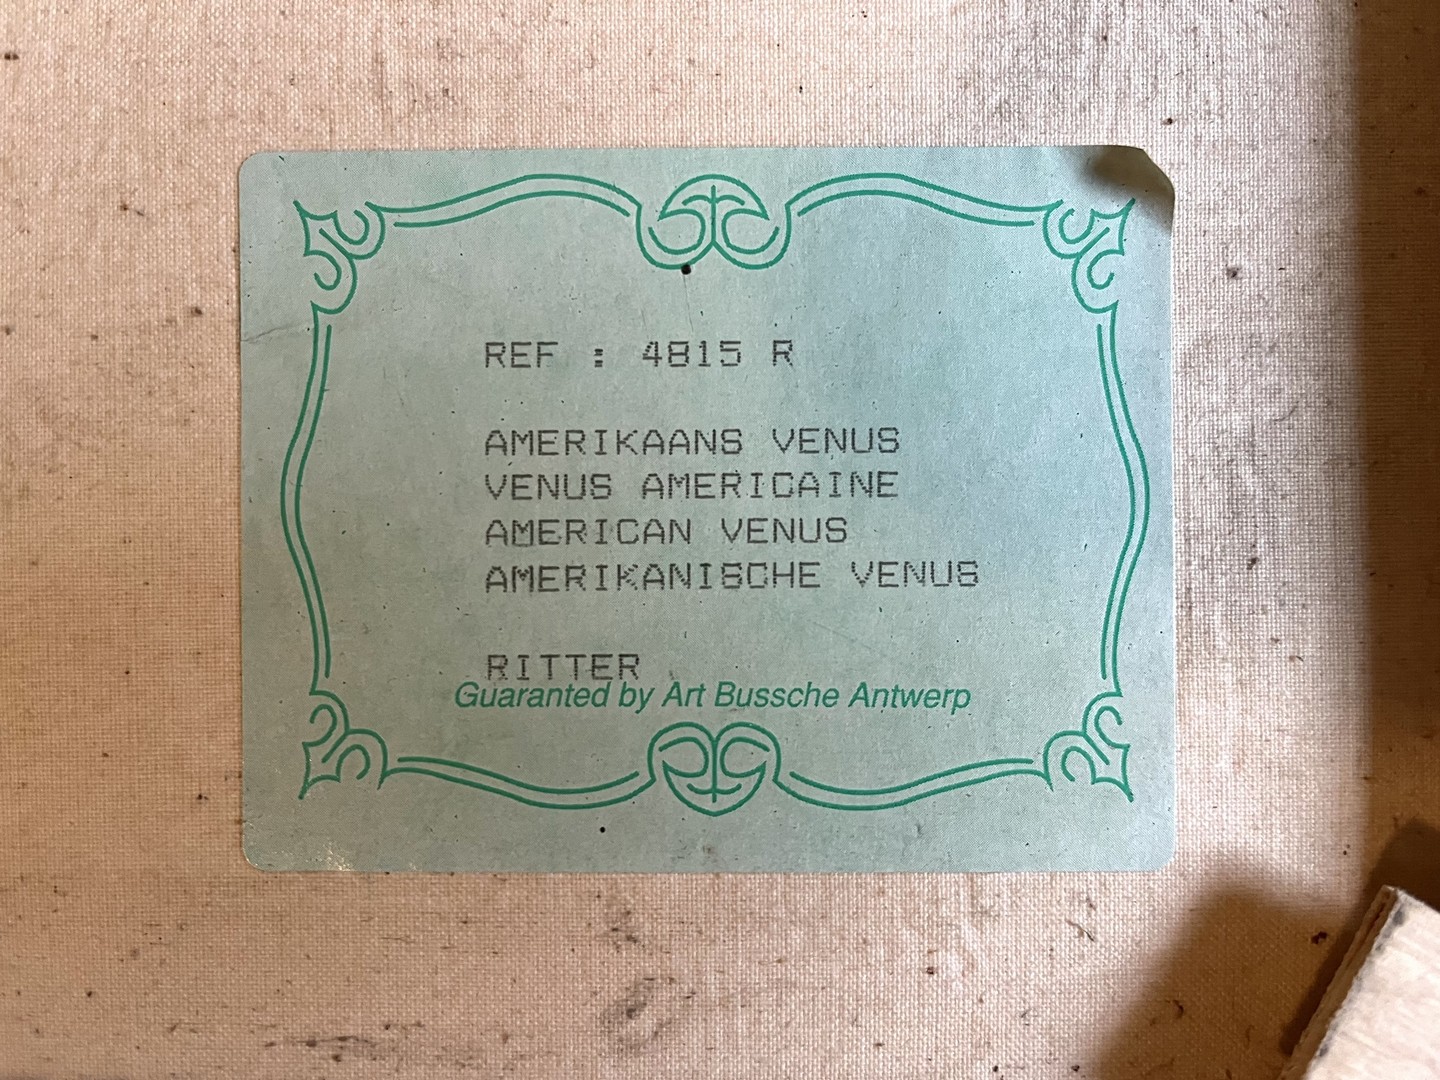 REF : 4815 R
AMERIKAANS VENUS
VENUS AMERICAINE
AMERICAN VENUS
AMERIKANISCHE VENUS
RITTER
Guaranted by Art Bussche Antwerp